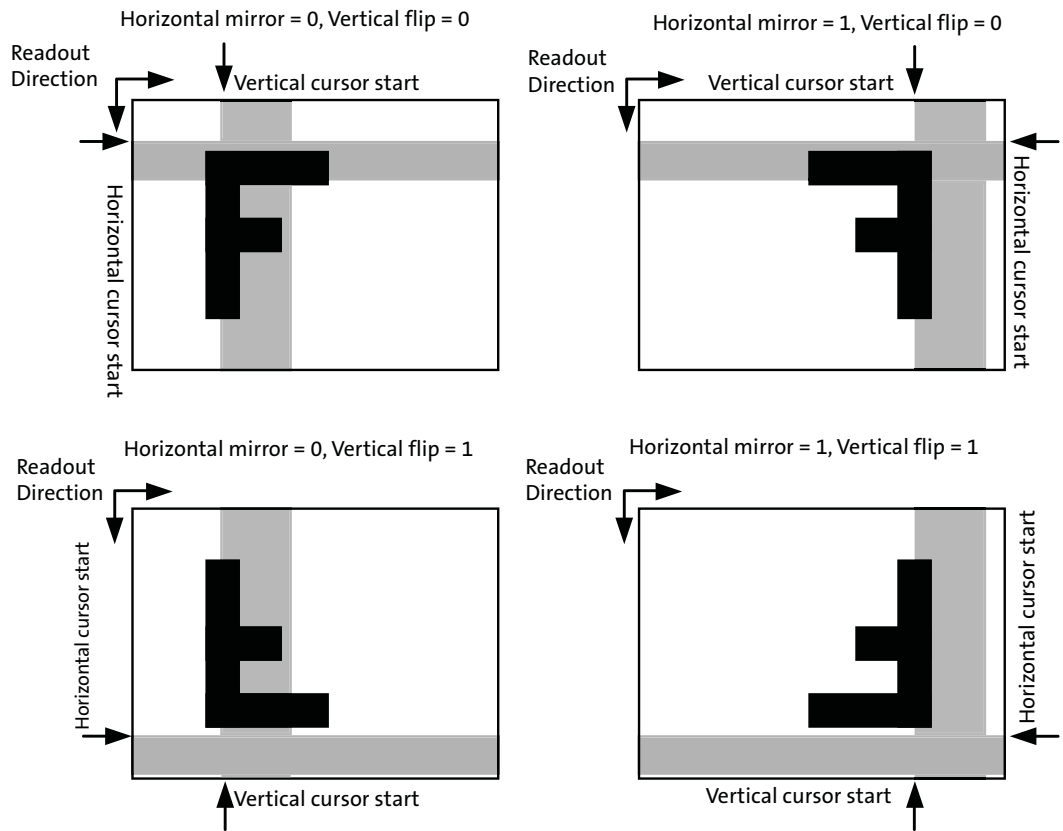 Horizontal mirror = 0, Vertical flip = 0
Readout
Direction
Vertical cursor start
Horizontal cursor start
Horizontal mirror = 1, Vertical flip = 0
Readout
Direction
Vertical cursor start
Horizontal cursor start
Horizontal mirror = 0, Vertical flip = 1
Readout
Direction
Horizontal cursor start
Vertical cursor start
Horizontal mirror = 1, Vertical flip = 1
Readout
Direction
Horizontal cursor start
Vertical cursor start